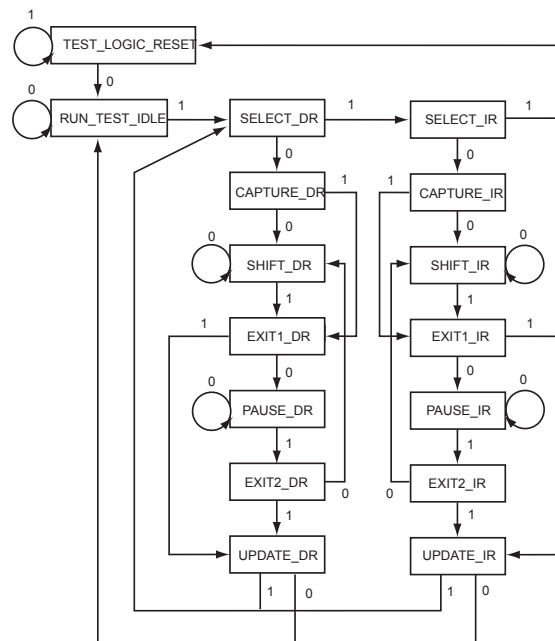 1
TEST_LOGIC_RESET
0
0
RUN_TEST_IDLE
1
SELECT_DR
1
SELECT_IR
1
0
0
CAPTURE_DR
1
1
CAPTURE_IR
0
0
0
SHIFT_DR
SHIFT_IR
0
1
1
1
EXIT1_DR
EXIT1_IR
1
0
0
0
PAUSE_DR
PAUSE_IR
0
1
1
EXIT2_DR
0
0
EXIT2_IR
1
1
UPDATE_DR
UPDATE_IR
1
0
1
0